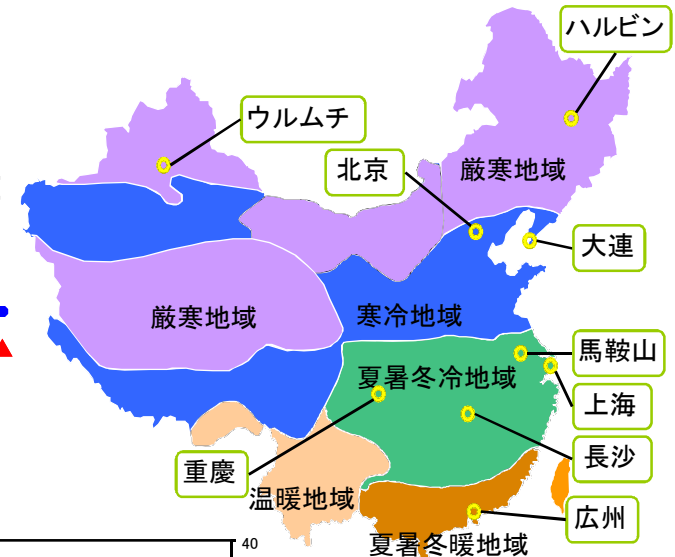 ハルビン
ウルムチ
北京
厳寒地域
大連
厳寒地域
寒冷地域
馬鞍山
夏暑冬冷地域
上海
長沙
重慶
温暖地域
広州
夏暑冬暖地域
40